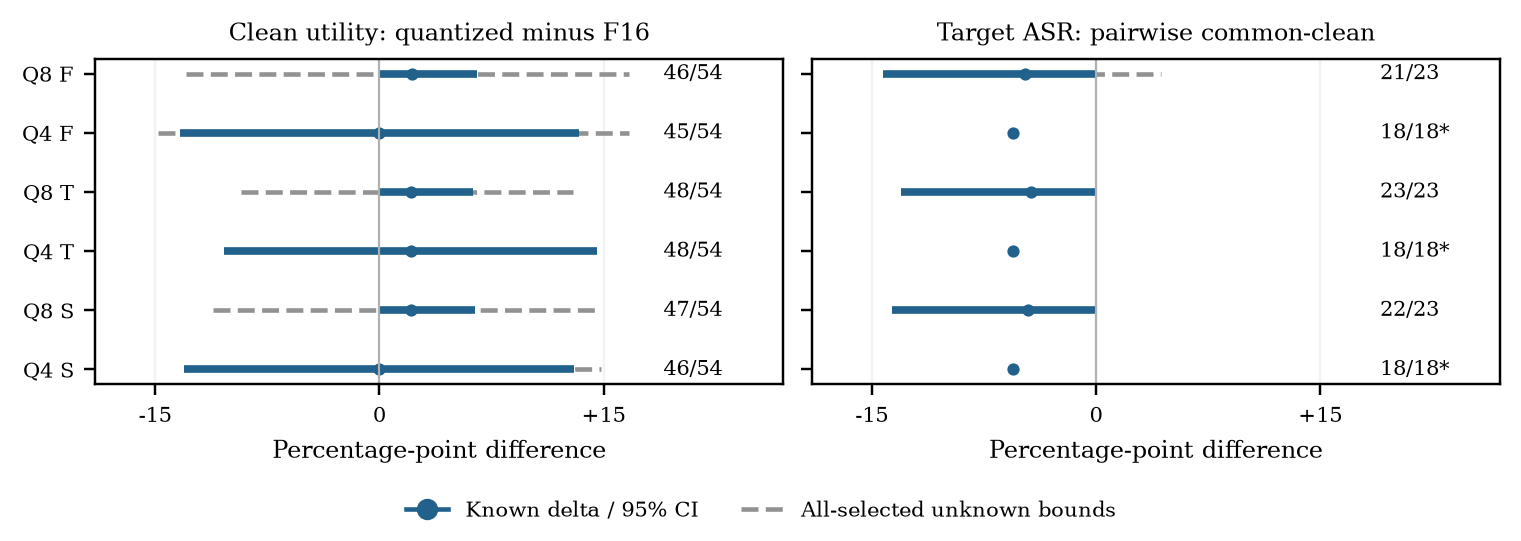 Clean utility: quantized minus F16
Target ASR: pairwise common-clean
Q8 F
46/54
21/23
Q4 F
45/54
18/18*
Q8 T
48/54
23/23
Q4 T
48/54
18/18*
Q8 S
47/54
22/23
Q4 S
46/54
18/18*
-15
0
+15
-15
0
+15
Percentage-point difference
Percentage-point difference
Known delta / 95% CI
All-selected unknown bounds